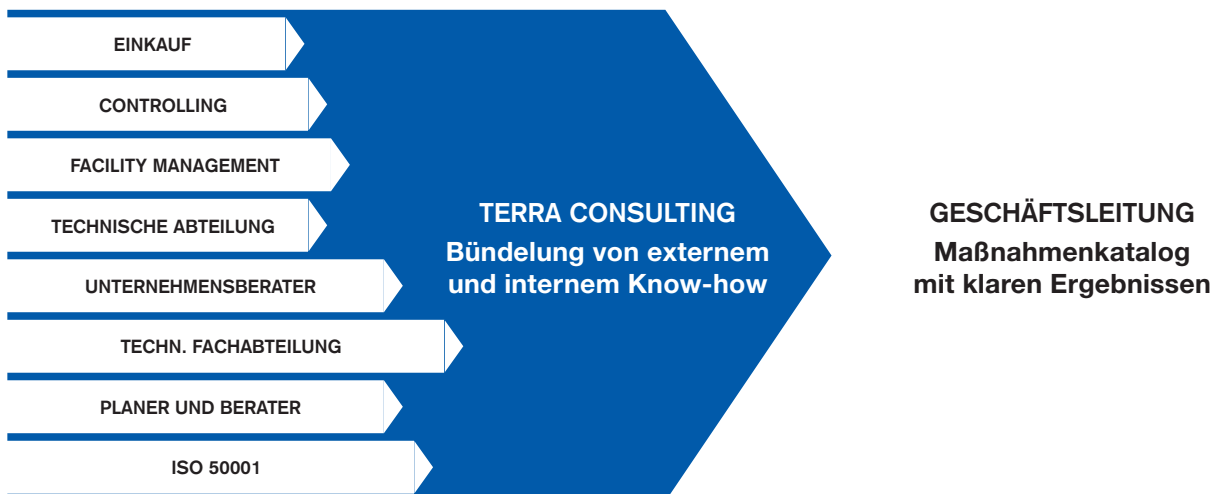 EINKAUF
CONTROLLING
FACILITY MANAGEMENT
TECHNISCHE ABTEILUNG
UNTERNEHMENSBERATER
TECHN. FACHABTEILUNG
PLANER UND BERATER
ISO 50001
TERRA CONSULTING
Bündelung von externem
und internem Know-how
GESCHÄFTSLEITUNG
Maßnahmenkatalog
mit klaren Ergebnissen